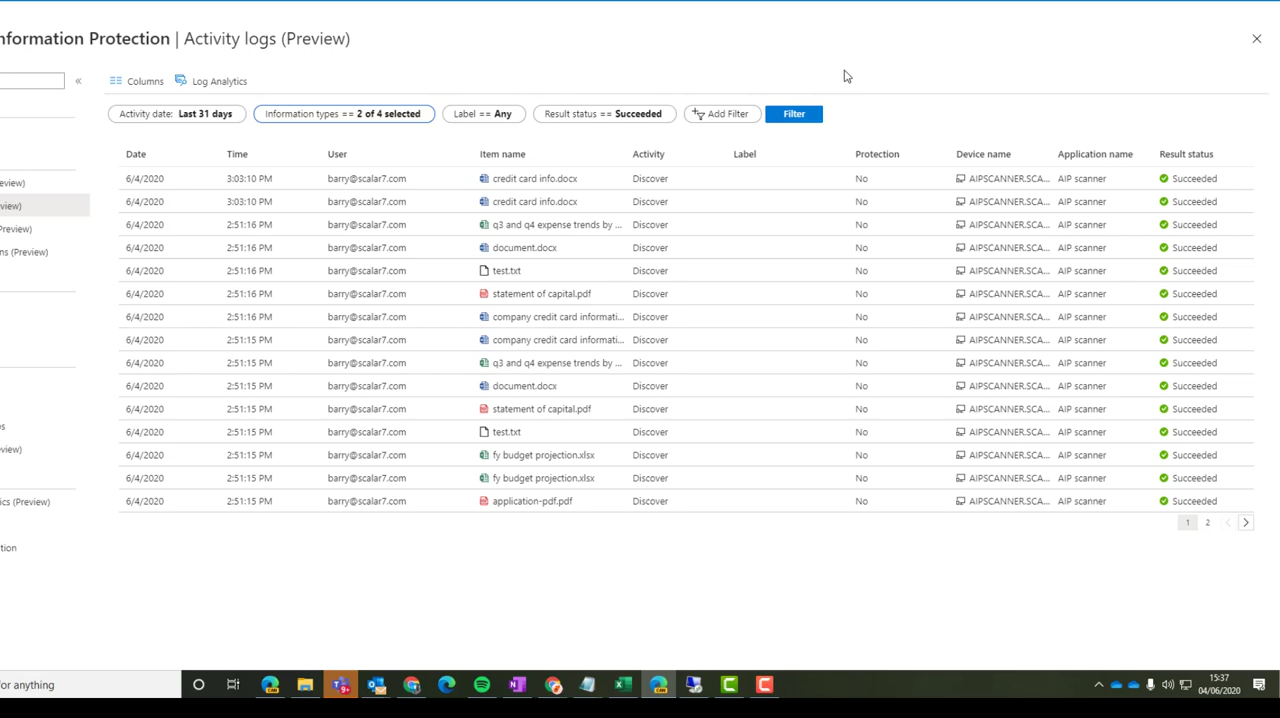 nformation Protection | Activity logs (Preview)
Columns Log Analytics
Activity date: Last 31 days Information types == 2 of 4 selected Label == Any Result status == Succeeded Add Filter Filter
Date Time User Item name Activity Label Protection Device name Application name Result status
eview) 6/4/2020 3:03:10 PM barry@scalar7.com credit card info.docx Discover No AIPSCANNER.SCA... AIP scanner Succeeded
view) 6/4/2020 3:03:10 PM barry@scalar7.com credit card info.docx Discover No AIPSCANNER.SCA... AIP scanner Succeeded
Preview) 6/4/2020 2:51:16 PM barry@scalar7.com q3 and q4 expense trends by ... Discover No AIPSCANNER.SCA... AIP scanner Succeeded
ns (Preview) 6/4/2020 2:51:16 PM barry@scalar7.com document.docx Discover No AIPSCANNER.SCA... AIP scanner Succeeded
6/4/2020 2:51:16 PM barry@scalar7.com test.txt Discover No AIPSCANNER.SCA... AIP scanner Succeeded
6/4/2020 2:51:16 PM barry@scalar7.com statement of capital.pdf Discover No AIPSCANNER.SCA... AIP scanner Succeeded
6/4/2020 2:51:16 PM barry@scalar7.com company credit card informati... Discover No AIPSCANNER.SCA... AIP scanner Succeeded
6/4/2020 2:51:15 PM barry@scalar7.com company credit card informati... Discover No AIPSCANNER.SCA... AIP scanner Succeeded
6/4/2020 2:51:15 PM barry@scalar7.com q3 and q4 expense trends by ... Discover No AIPSCANNER.SCA... AIP scanner Succeeded
6/4/2020 2:51:15 PM barry@scalar7.com document.docx Discover No AIPSCANNER.SCA... AIP scanner Succeeded
6/4/2020 2:51:15 PM barry@scalar7.com statement of capital.pdf Discover No AIPSCANNER.SCA... AIP scanner Succeeded
s 6/4/2020 2:51:15 PM barry@scalar7.com test.txt Discover No AIPSCANNER.SCA... AIP scanner Succeeded
view) 6/4/2020 2:51:15 PM barry@scalar7.com fy budget projection.xlsx Discover No AIPSCANNER.SCA... AIP scanner Succeeded
6/4/2020 2:51:15 PM barry@scalar7.com fy budget projection.xlsx Discover No AIPSCANNER.SCA... AIP scanner Succeeded
ics (Preview) 6/4/2020 2:51:15 PM barry@scalar7.com application-pdf.pdf Discover No AIPSCANNER.SCA... AIP scanner Succeeded
1 2
tion
for anything
15:37
04/06/2020